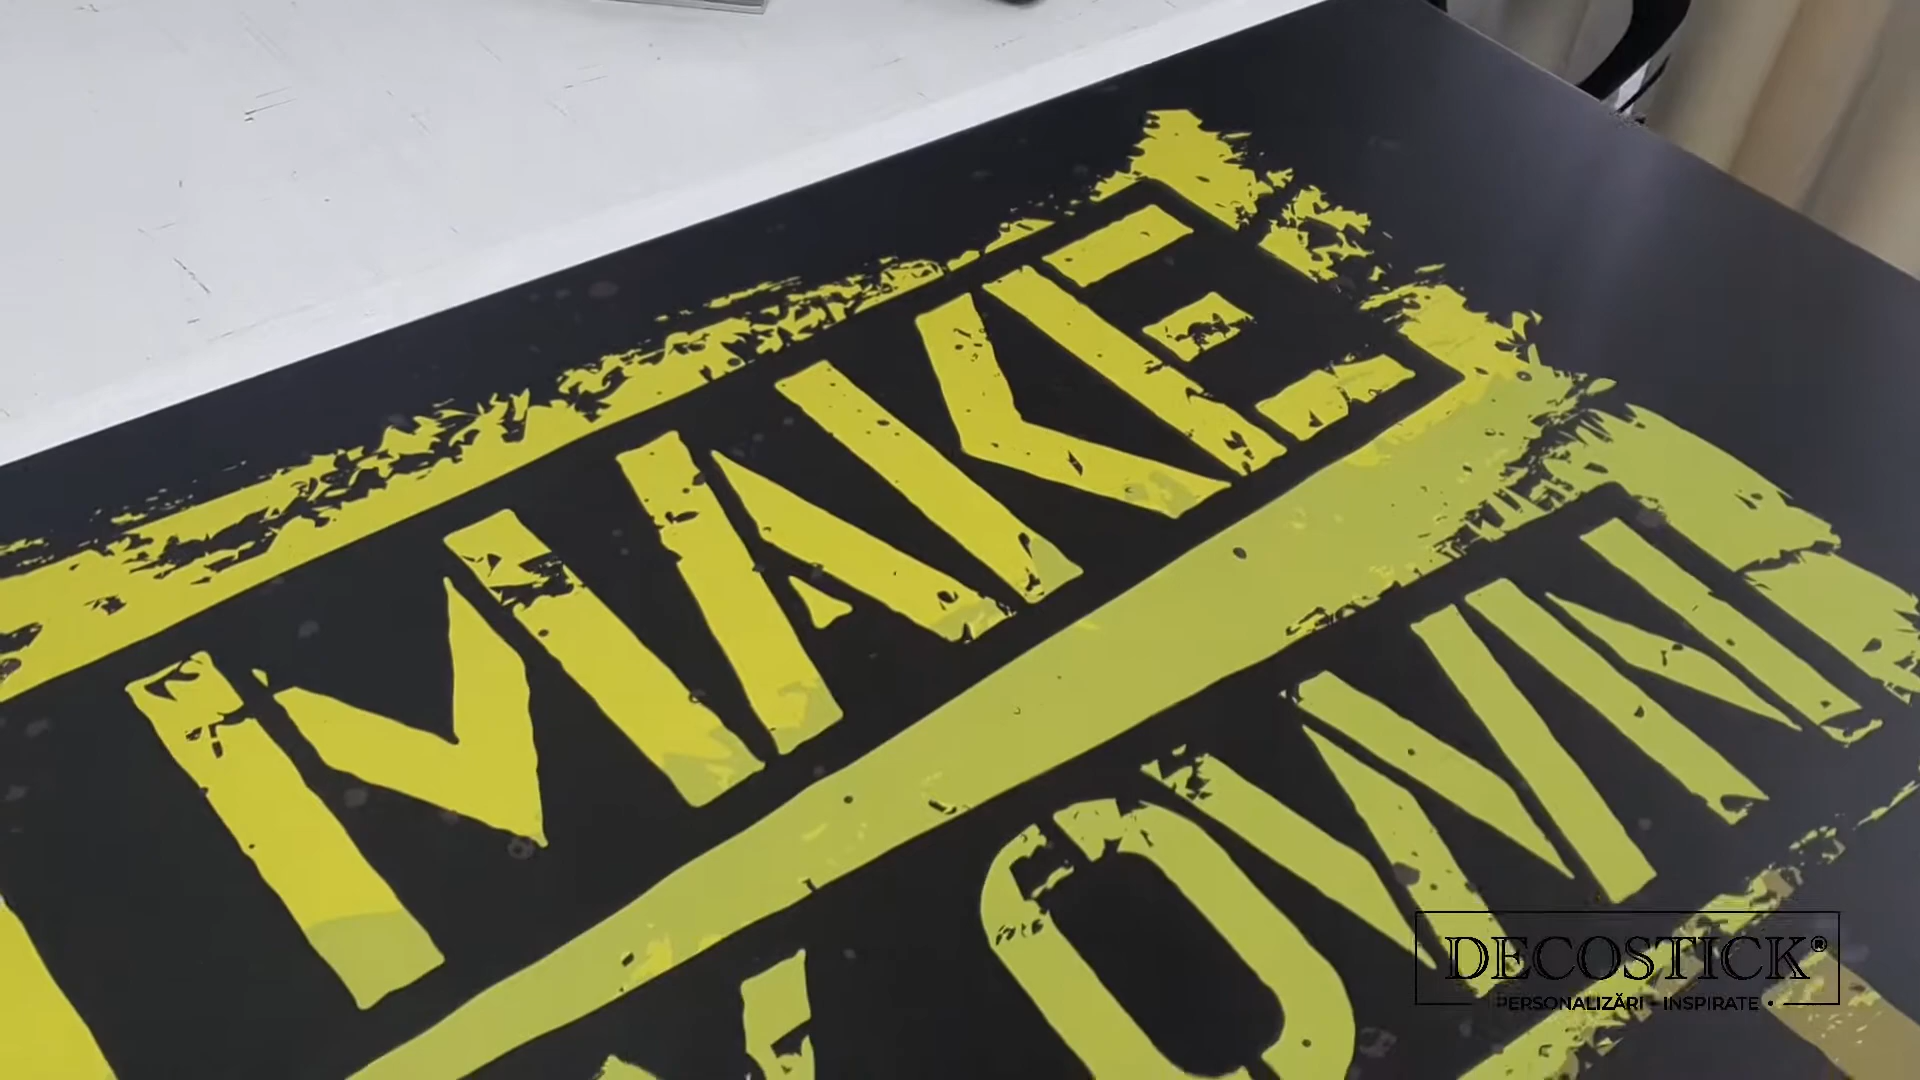 MAKE
OWN
DECOSTICK®
PERSONALIZĂRI - INSPIRATE •